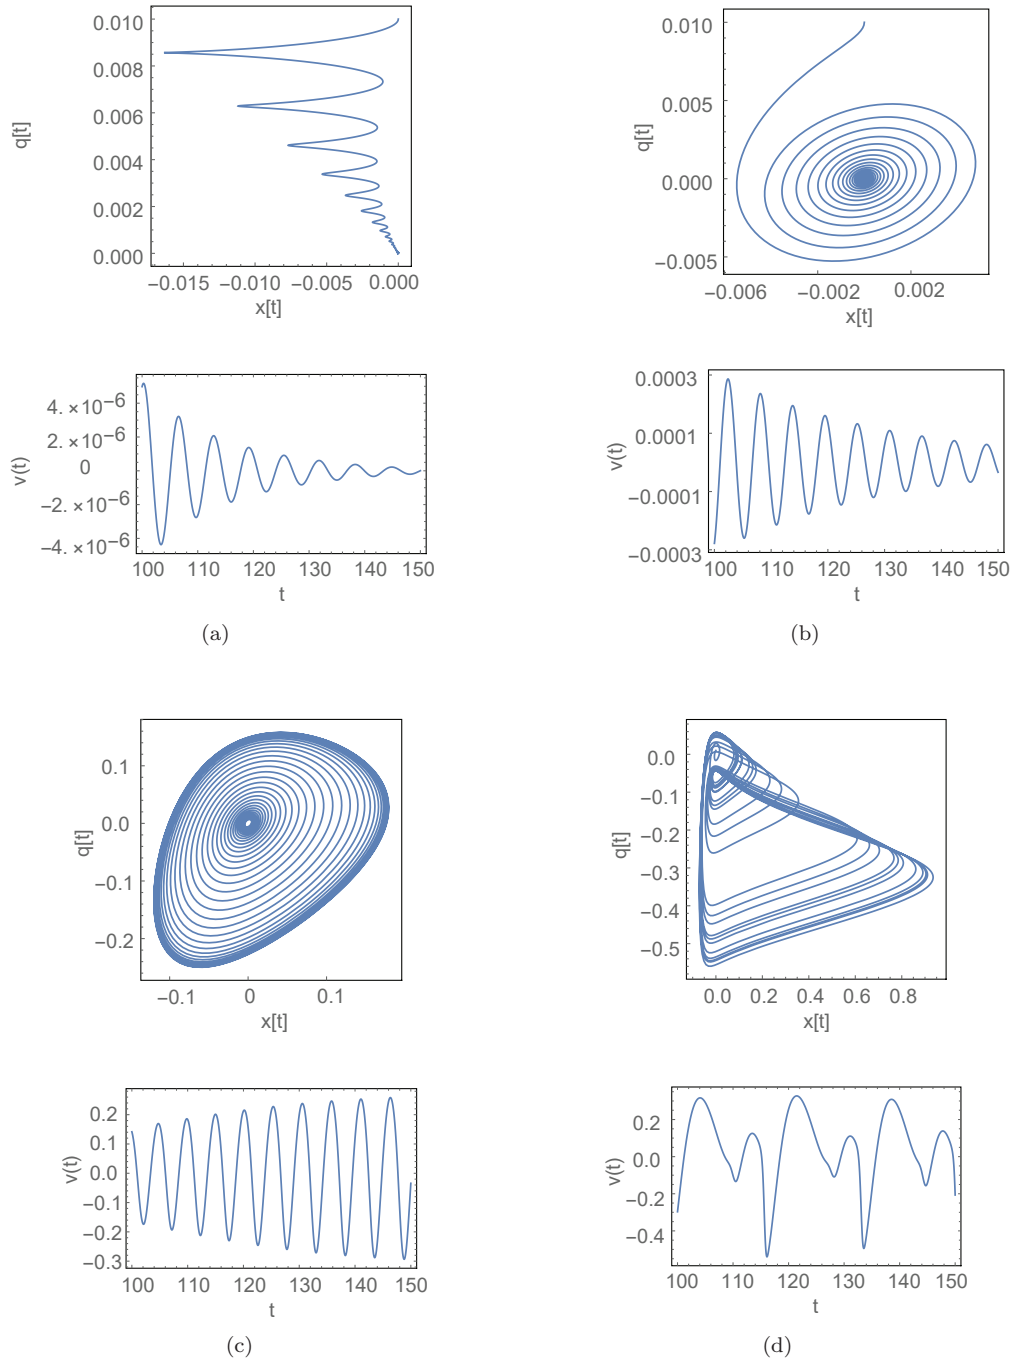 0.010
0.008
0.006
0.004
0.002
0.000
q[t]
−0.015 −0.010 −0.005 0.000
x[t]
0.010
0.005
0.000
−0.005
q[t]
−0.006 −0.002 0.002
x[t]
4. ×10⁻⁶
2. ×10⁻⁶
0
−2. ×10⁻⁶
−4. ×10⁻⁶
v(t)
100 110 120 130 140 150
t
(a)
0.0003
0.0001
−0.0001
−0.0003
v(t)
100 110 120 130 140 150
t
(b)
0.1
0.0
−0.1
−0.2
q[t]
−0.1 0 0.1
x[t]
0.0
−0.1
−0.2
−0.3
−0.4
−0.5
q[t]
0.0 0.2 0.4 0.6 0.8
x[t]
0.2
0.1
0.0
−0.1
−0.2
−0.3
v(t)
100 110 120 130 140 150
t
(c)
0.2
0.0
−0.2
−0.4
v(t)
100 110 120 130 140 150
t
(d)